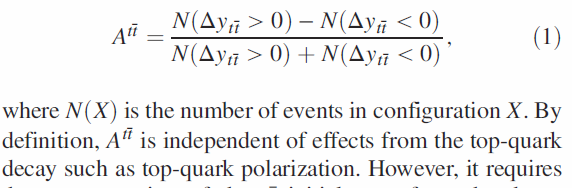 A^{t\bar{t}} = \frac{N(\Delta y_{t\bar{t}} > 0) − N(\Delta y_{t\bar{t}} < 0)}{N(\Delta y_{t\bar{t}} > 0) + N(\Delta y_{t\bar{t}} < 0)}, (1)
where N(X) is the number of events in configuration X. By
definition, A^{t\bar{t}} is independent of effects from the top-quark
decay such as top-quark polarization. However, it requires